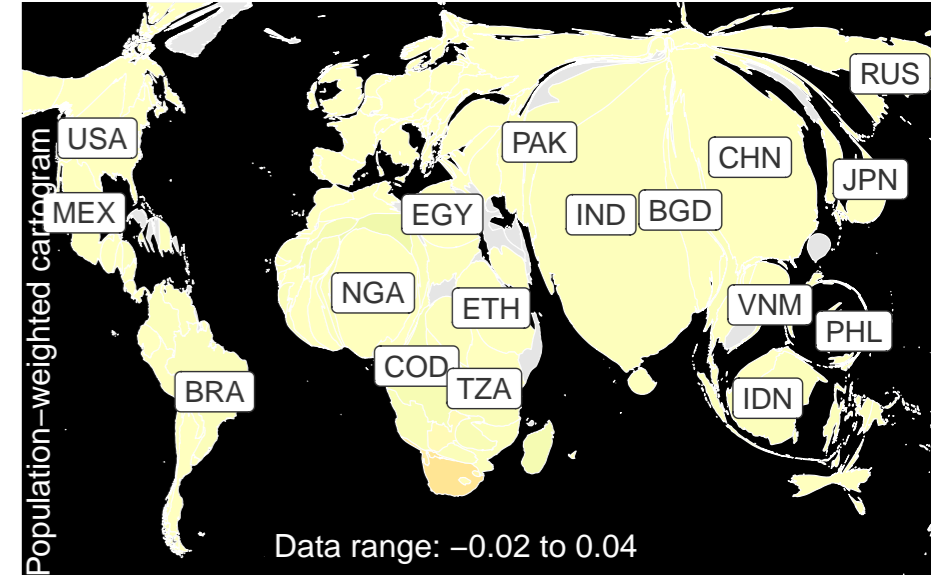 RUS
USA
PAK
CHN
JPN
MEX
EGY
IND
BGD
NGA
ETH
VNM
PHL
COD
TZA
BRA
IDN
Population−weighted cartogram
Data range: −0.02 to 0.04